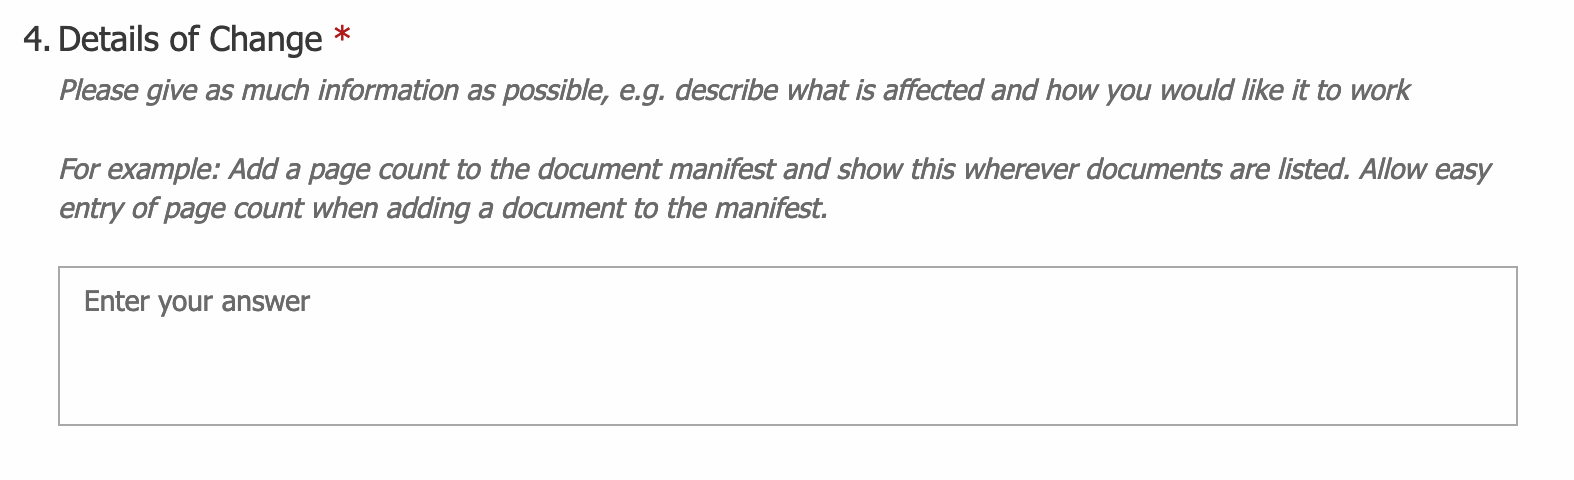 4. Details of Change *
Please give as much information as possible, e.g. describe what is affected and how you would like it to work
For example: Add a page count to the document manifest and show this wherever documents are listed. Allow easy
entry of page count when adding a document to the manifest.
Enter your answer